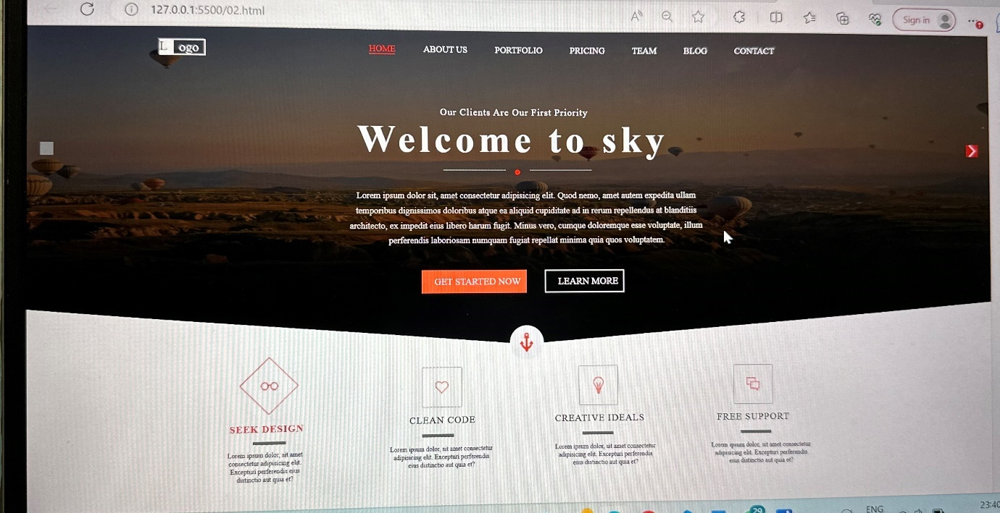 127.0.0.1:5500/02.html
Sign in
Logo
HOME ABOUT US PORTFOLIO PRICING TEAM BLOG CONTACT
Our Clients Are Our First Priority
Welcome to sky
Lorem ipsum dolor sit, amet consectetur adipisicing elit. Quod nemo, amet autem expedita ullam
temporibus dignissimos doloribus atque ea aliquid cupiditate ad in rerum repellendus at blanditiis
architecto, ex impedit eius libero harum fugit. Minus vero, cumque doloremque esse voluptate, illum
perferendis laboriosam numquam fugiat repellat minima quia quos voluptatem.
GET STARTED NOW LEARN MORE
SEEK DESIGN
Lorem ipsum dolor, sit amet
consectetur adipisicing elit.
Excepturi perferendis eius
distinctio aut quia et?
CLEAN CODE
Lorem ipsum dolor, sit amet consectetur
adipisicing elit. Excepturi perferendis
eius distinctio aut quia et?
CREATIVE IDEALS
Lorem ipsum dolor, sit amet consectetur
adipisicing elit. Excepturi perferendis
eius distinctio aut quia et?
FREE SUPPORT
Lorem ipsum dolor, sit amet consectetur
adipisicing elit. Excepturi perferendis
eius distinctio aut quia et?
29
ENG
23:40